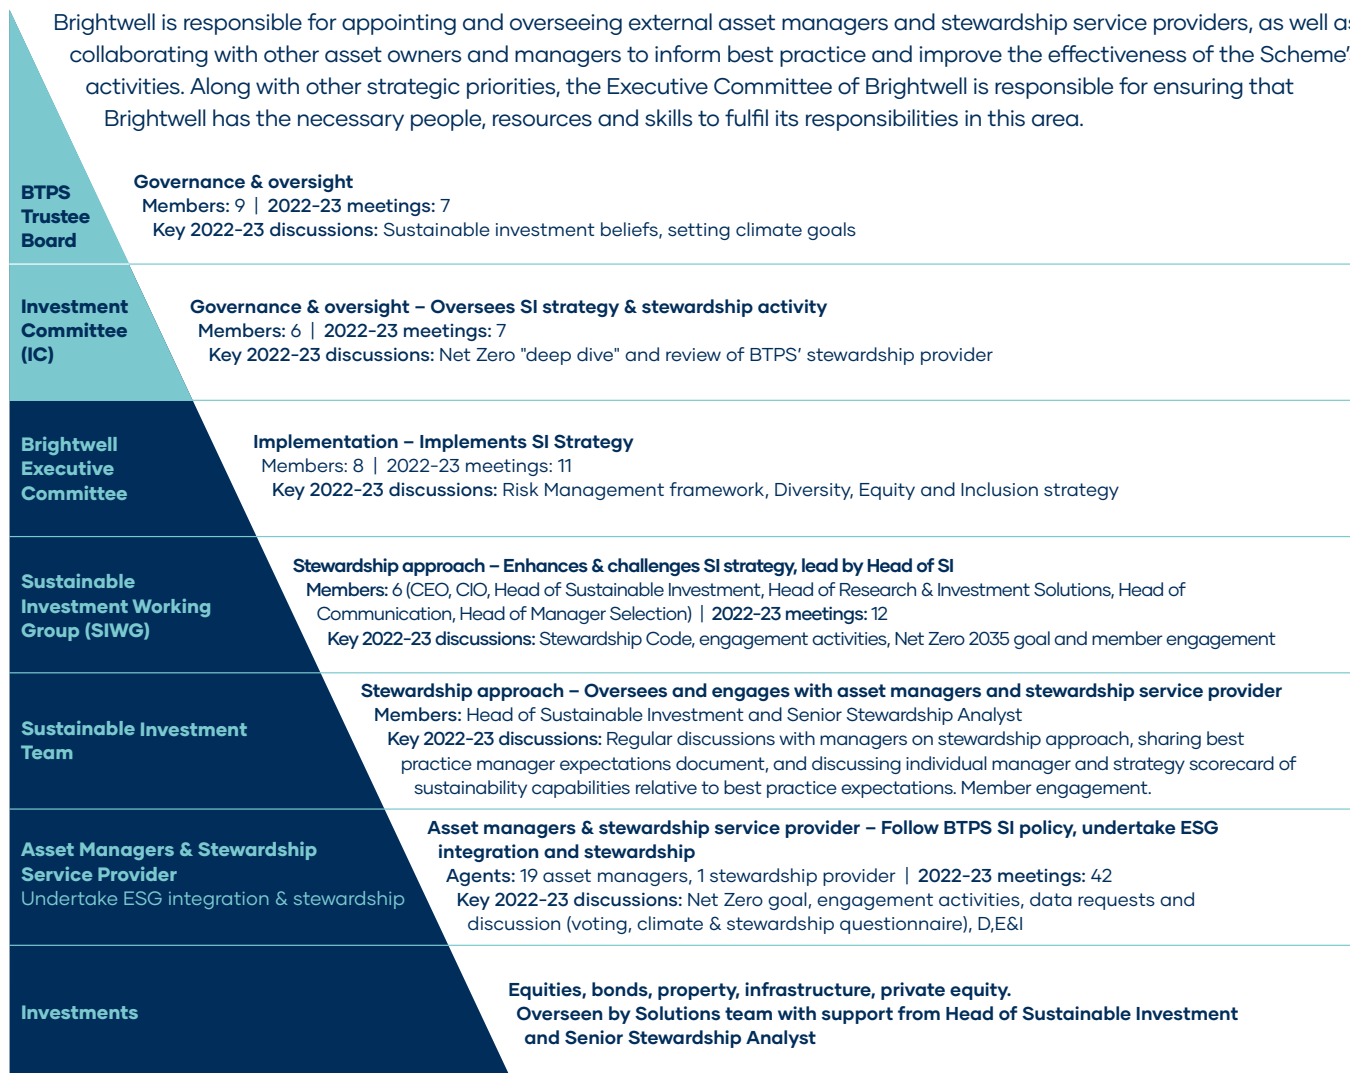 Brightwell is responsible for appointing and overseeing external asset managers and stewardship service providers, as well as
collaborating with other asset owners and managers to inform best practice and improve the effectiveness of the Scheme's
activities. Along with other strategic priorities, the Executive Committee of Brightwell is responsible for ensuring that
Brightwell has the necessary people, resources and skills to fulfil its responsibilities in this area.
BTPS
Trustee
Board
Governance & oversight
Members: 9 | 2022-23 meetings: 7
Key 2022-23 discussions: Sustainable investment beliefs, setting climate goals
Investment
Committee
(IC)
Governance & oversight – Oversees SI strategy & stewardship activity
Members: 6 | 2022-23 meetings: 7
Key 2022-23 discussions: Net Zero "deep dive" and review of BTPS’ stewardship provider
Brightwell
Executive
Committee
Implementation – Implements SI Strategy
Members: 8 | 2022-23 meetings: 11
Key 2022-23 discussions: Risk Management framework, Diversity, Equity and Inclusion strategy
Sustainable
Investment Working
Group (SIWG)
Stewardship approach – Enhances & challenges SI strategy, lead by Head of SI
Members: 6 (CEO, CIO, Head of Sustainable Investment, Head of Research & Investment Solutions, Head of
Communication, Head of Manager Selection) | 2022-23 meetings: 12
Key 2022-23 discussions: Stewardship Code, engagement activities, Net Zero 2035 goal and member engagement
Sustainable Investment
Team
Stewardship approach – Oversees and engages with asset managers and stewardship service provider
Members: Head of Sustainable Investment and Senior Stewardship Analyst
Key 2022-23 discussions: Regular discussions with managers on stewardship approach, sharing best
practice manager expectations document, and discussing individual manager and strategy scorecard of
sustainability capabilities relative to best practice expectations. Member engagement.
Asset Managers & Stewardship
Service Provider
Undertake ESG integration & stewardship
Asset managers & stewardship service provider – Follow BTPS SI policy, undertake ESG
integration and stewardship
Agents: 19 asset managers, 1 stewardship provider | 2022-23 meetings: 42
Key 2022-23 discussions: Net Zero goal, engagement activities, data requests and
discussion (voting, climate & stewardship questionnaire), D,E&I
Investments
Equities, bonds, property, infrastructure, private equity.
Overseen by Solutions team with support from Head of Sustainable Investment
and Senior Stewardship Analyst